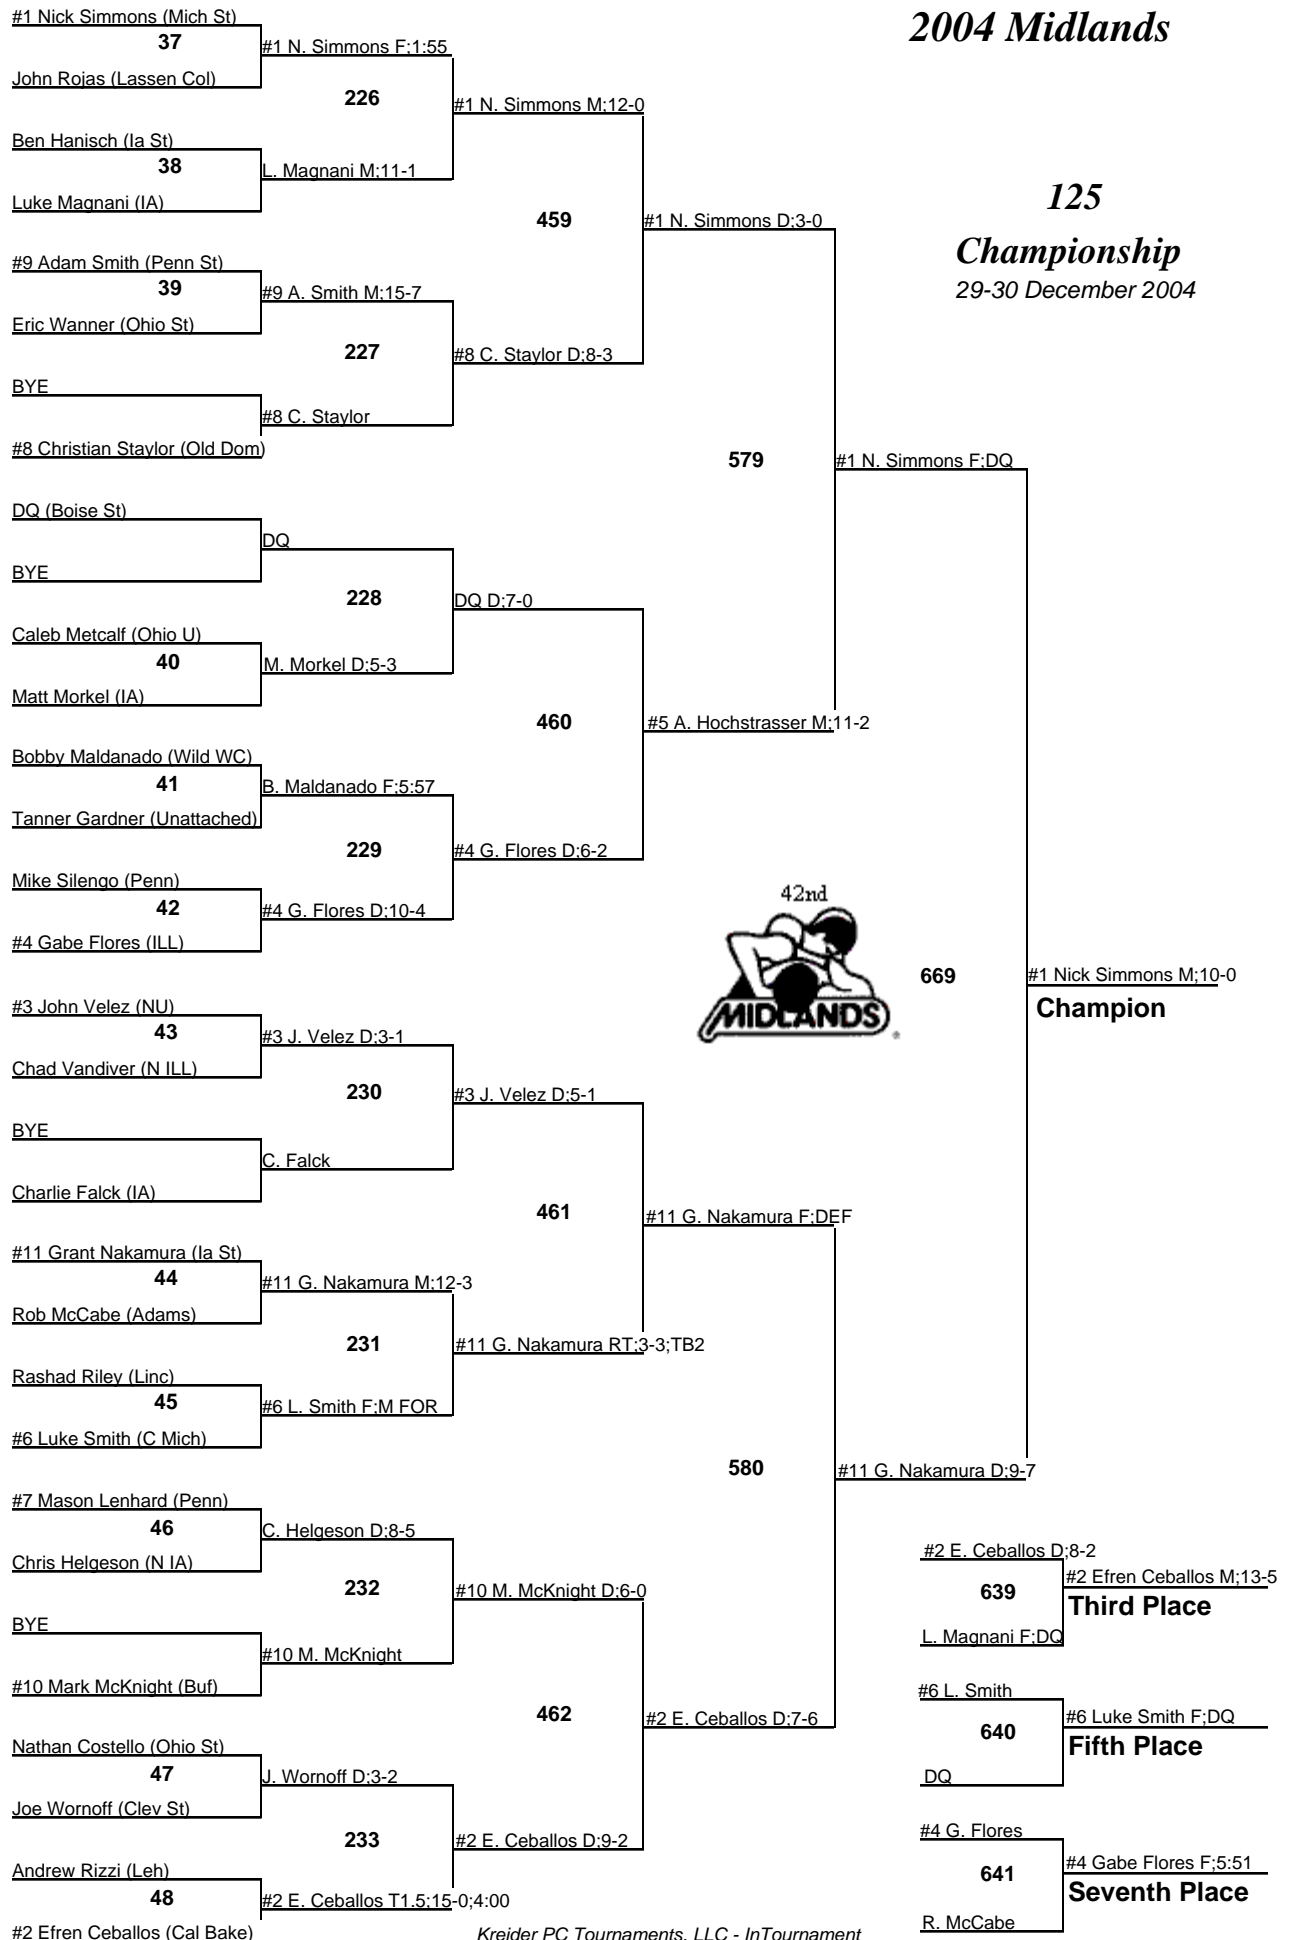 2004 Midlands
125
Championship
29-30 December 2004
#1 Nick Simmons (Mich St)
37
John Rojas (Lassen Col)
Ben Hanisch (Ia St)
38
Luke Magnani (IA)
#9 Adam Smith (Penn St)
39
Eric Wanner (Ohio St)
BYE
#8 Christian Staylor (Old Dom)
DQ (Boise St)
BYE
Caleb Metcalf (Ohio U)
40
Matt Morkel (IA)
Bobby Maldanado (Wild WC)
41
Tanner Gardner (Unattached)
Mike Silengo (Penn)
42
#4 Gabe Flores (ILL)
#3 John Velez (NU)
43
Chad Vandiver (N ILL)
BYE
Charlie Falck (IA)
#11 Grant Nakamura (Ia St)
44
Rob McCabe (Adams)
Rashad Riley (Linc)
45
#6 Luke Smith (C Mich)
#7 Mason Lenhard (Penn)
46
Chris Helgeson (N IA)
BYE
#10 Mark McKnight (Buf)
Nathan Costello (Ohio St)
47
Joe Wornoff (Clev St)
Andrew Rizzi (Leh)
48
#2 Efren Ceballos (Cal Bake)
#1 N. Simmons F;1:55
226
L. Magnani M;11-1
#9 A. Smith M;15-7
227
#8 C. Staylor
DQ
228
M. Morkel D;5-3
B. Maldanado F;5:57
229
#4 G. Flores D;10-4
#3 J. Velez D;3-1
230
C. Falck
#11 G. Nakamura M;12-3
231
#6 L. Smith F;M FOR
C. Helgeson D;8-5
232
#10 M. McKnight
J. Wornoff D;3-2
233
#2 E. Ceballos T1.5;15-0;4:00
#1 N. Simmons M;12-0
459
#8 C. Staylor D;8-3
DQ D;7-0
460
#4 G. Flores D;6-2
#3 J. Velez D;5-1
461
#11 G. Nakamura RT;3-3;TB2
#10 M. McKnight D;6-0
462
#2 E. Ceballos D;9-2
#1 N. Simmons D;3-0
579
#5 A. Hochstrasser M;11-2
#11 G. Nakamura F;DEF
580
#2 E. Ceballos D;7-6
#1 N. Simmons F;DQ
669
#11 G. Nakamura D;9-7
#1 Nick Simmons M;10-0
Champion
42nd
MIDLANDS
#2 E. Ceballos D;8-2
639
L. Magnani F;DQ
#2 Efren Ceballos M;13-5
Third Place
#6 L. Smith
640
DQ
#6 Luke Smith F;DQ
Fifth Place
#4 G. Flores
641
R. McCabe
#4 Gabe Flores F;5:51
Seventh Place
Kreider PC Tournaments, LLC - InTournament